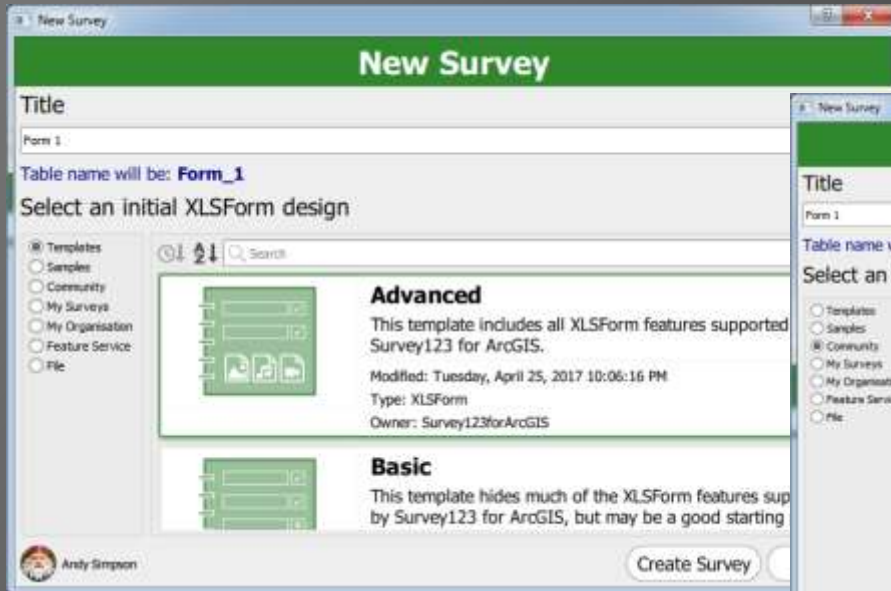 New Survey
New Survey
Title
Form 1
Table name will be: Form_1
Select an initial XLSForm design
Templates
Samples
Community
My Surveys
My Organisation
Feature Service
File
Search
Advanced
This template includes all XLSForm features supported
Survey123 for ArcGIS.
Modified: Tuesday, April 25, 2017 10:06:16 PM
Type: XLSForm
Owner: Survey123forArcGIS
Basic
This template hides much of the XLSForm features sup
by Survey123 for ArcGIS, but may be a good starting
Andy Simpson
Create Survey
New Survey
Title
Form 1
Table name w
Select an
Templates
Samples
Community
My Surveys
My Organisati
Feature Servi
File